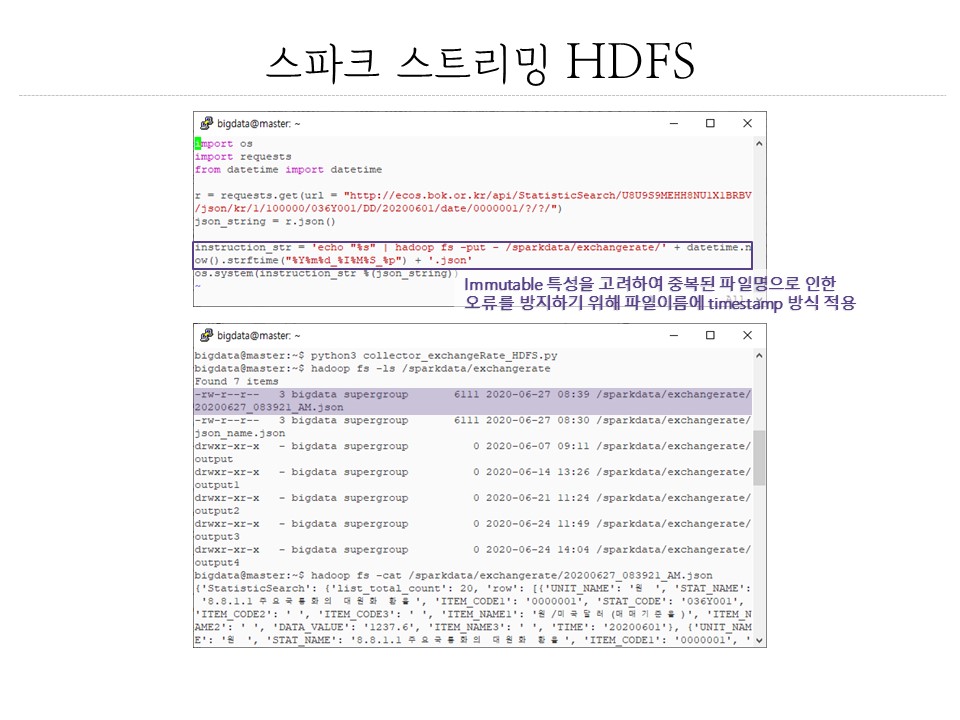 스파크 스트리밍 HDFS
bigdata@master: ~
import os
import requests
from datetime import datetime
r = requests.get(url = "http://ecos.bok.or.kr/api/StatisticSearch/U8U9S9MEHH8NU1X1BRBV
/json/kr/1/100000/036Y001/DD/20200601/date/0000001/?/?/")
json_string = r.json()
instruction_str = 'echo "%s" | hadoop fs -put - /sparkdata/exchangerate/' + datetime.n
ow().strftime("%Y%m%d_%I%M%S_%p") + '.json'
os.system(instruction_str %(json_string))
~
Immutable 특성을 고려하여 중복된 파일명으로 인한
오류를 방지하기 위해 파일이름에 timestamp 방식 적용
bigdata@master: ~
bigdata@master:~$ python3 collector_exchangeRate_HDFS.py
bigdata@master:~$ hadoop fs -ls /sparkdata/exchangerate
Found 7 items
-rw-r--r-- 3 bigdata supergroup 6111 2020-06-27 08:39 /sparkdata/exchangerate/
20200627_083921_AM.json
-rw-r--r-- 3 bigdata supergroup 6111 2020-06-27 08:30 /sparkdata/exchangerate/
json_name.json
drwxr-xr-x - bigdata supergroup 0 2020-06-07 09:11 /sparkdata/exchangerate/
output
drwxr-xr-x - bigdata supergroup 0 2020-06-14 13:26 /sparkdata/exchangerate/
output1
drwxr-xr-x - bigdata supergroup 0 2020-06-21 11:24 /sparkdata/exchangerate/
output2
drwxr-xr-x - bigdata supergroup 0 2020-06-24 11:49 /sparkdata/exchangerate/
output3
drwxr-xr-x - bigdata supergroup 0 2020-06-24 14:04 /sparkdata/exchangerate/
output4
bigdata@master:~$ hadoop fs -cat /sparkdata/exchangerate/20200627_083921_AM.json
{'StatisticSearch': {'list_total_count': 20, 'row': [{'UNIT_NAME': '원 ', 'STAT_NAME':
'8.8.1.1 주요국통화의 대원화 환율', 'ITEM_CODE1': '0000001', 'STAT_CODE': '036Y001',
'ITEM_CODE2': ' ', 'ITEM_CODE3': ' ', 'ITEM_NAME1': '원/미국달러(매매기준율)', 'ITEM_N
AME2': ' ', 'DATA_VALUE': '1237.6', 'ITEM_NAME3': ' ', 'TIME': '20200601'}, {'UNIT_NAM
E': '원 ', 'STAT_NAME': '8.8.1.1 주요국통화의 대원화 환율', 'ITEM_CODE1': '0000001', '